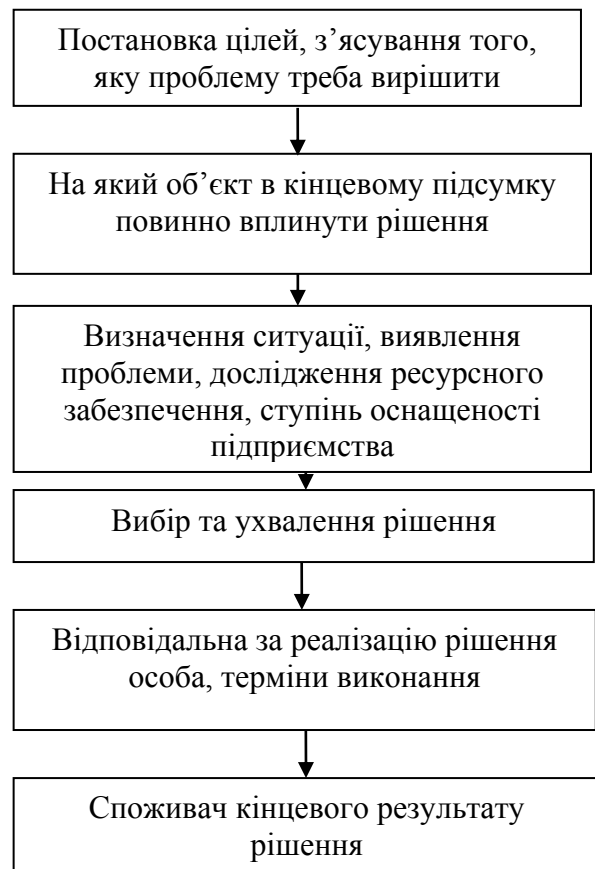 Постановка цілей, з’ясування того,
яку проблему треба вирішити
На який об’єкт в кінцевому підсумку
повинно вплинути рішення
Визначення ситуації, виявлення
проблеми, дослідження ресурсного
забезпечення, ступінь оснащеності
підприємства
Вибір та ухвалення рішення
Відповідальна за реалізацію рішення
особа, терміни виконання
Споживач кінцевого результату
рішення